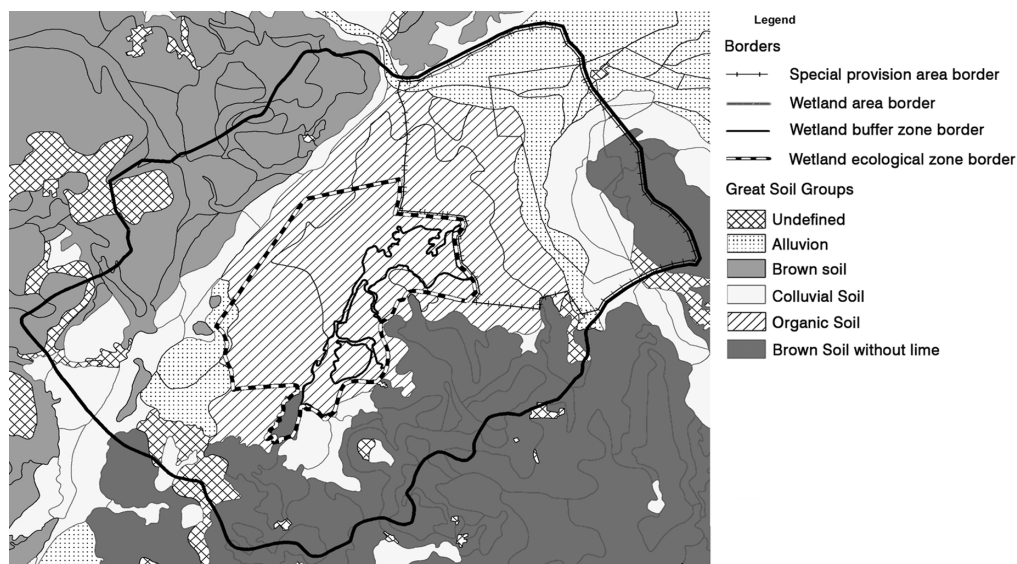 Legend
Borders
Special provision area border
Wetland area border
Wetland buffer zone border
Wetland ecological zone border
Great Soil Groups
Undefined
Alluvion
Brown soil
Colluvial Soil
Organic Soil
Brown Soil without lime